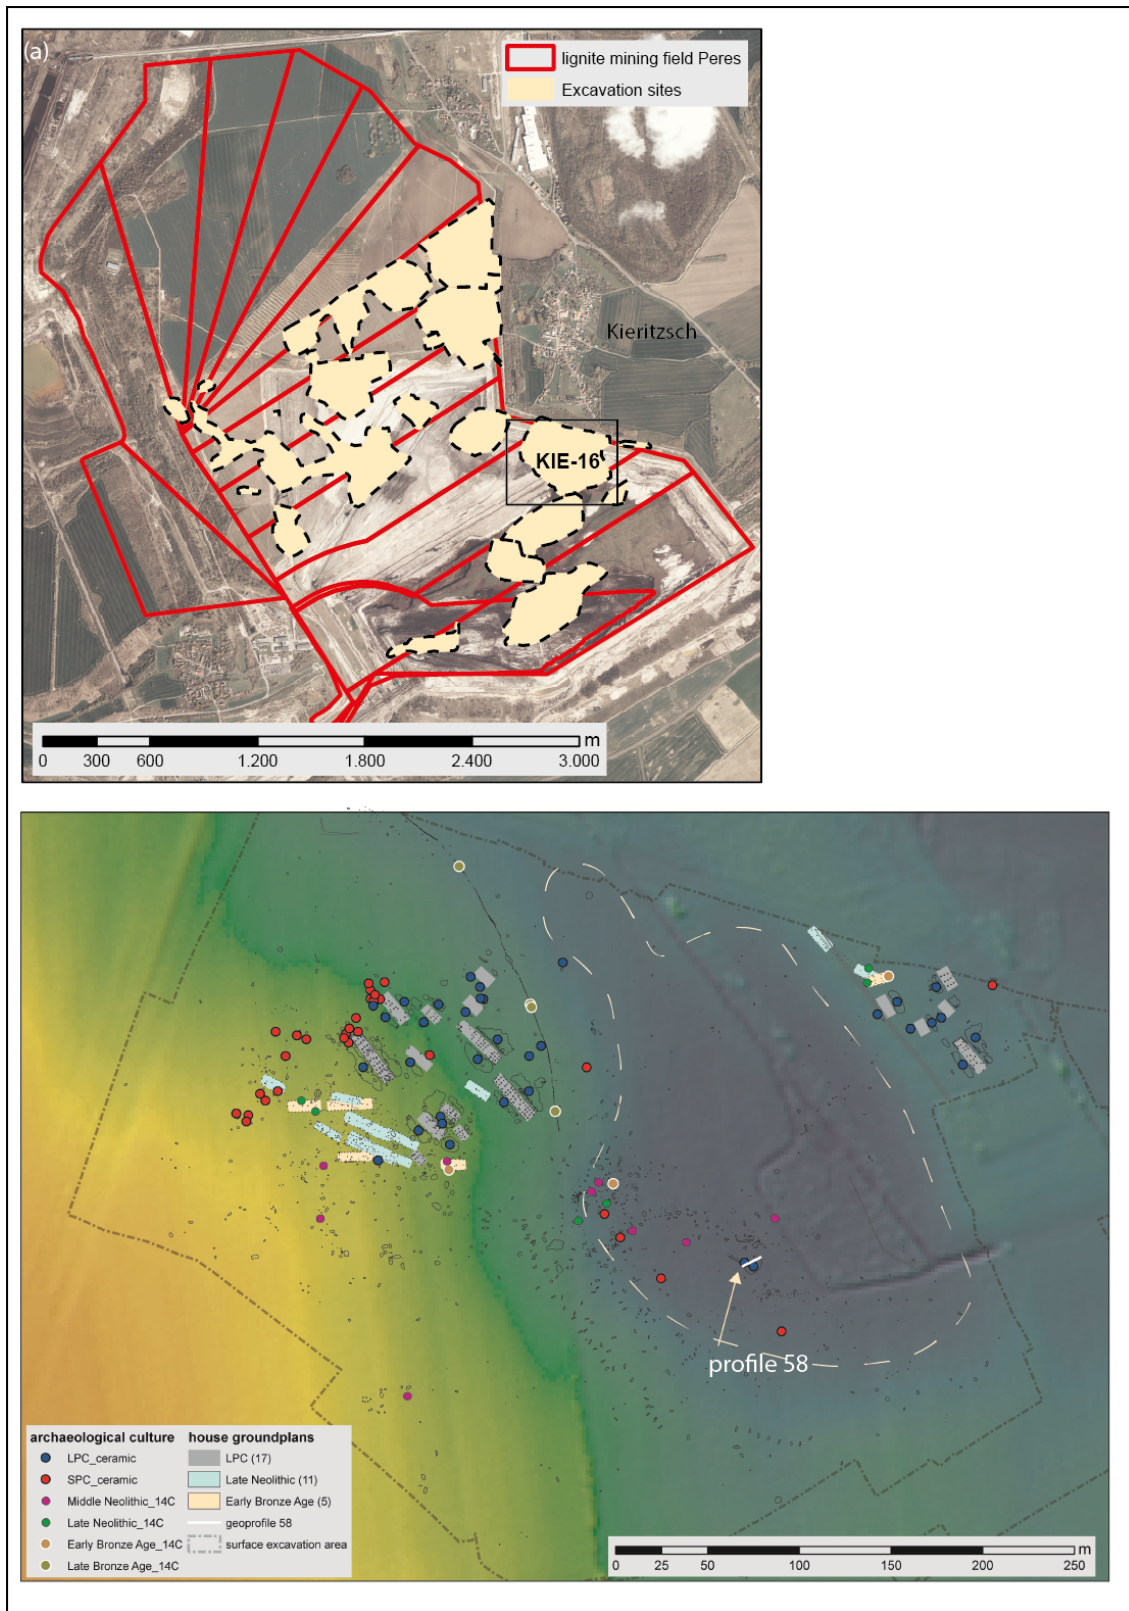 (a)
lignite mining field Peres
Excavation sites
Kieritzsch
KIE-16
m
0 300 600 1.200 1.800 2.400 3.000
profile 58
archaeological culture
LPC_ceramic
SPC_ceramic
Middle Neolithic_14C
Late Neolithic_14C
Early Bronze Age_14C
Late Bronze Age_14C
house groundplans
LPC (17)
Late Neolithic (11)
Early Bronze Age (5)
geoprofile 58
surface excavation area
m
0 25 50 100 150 200 250